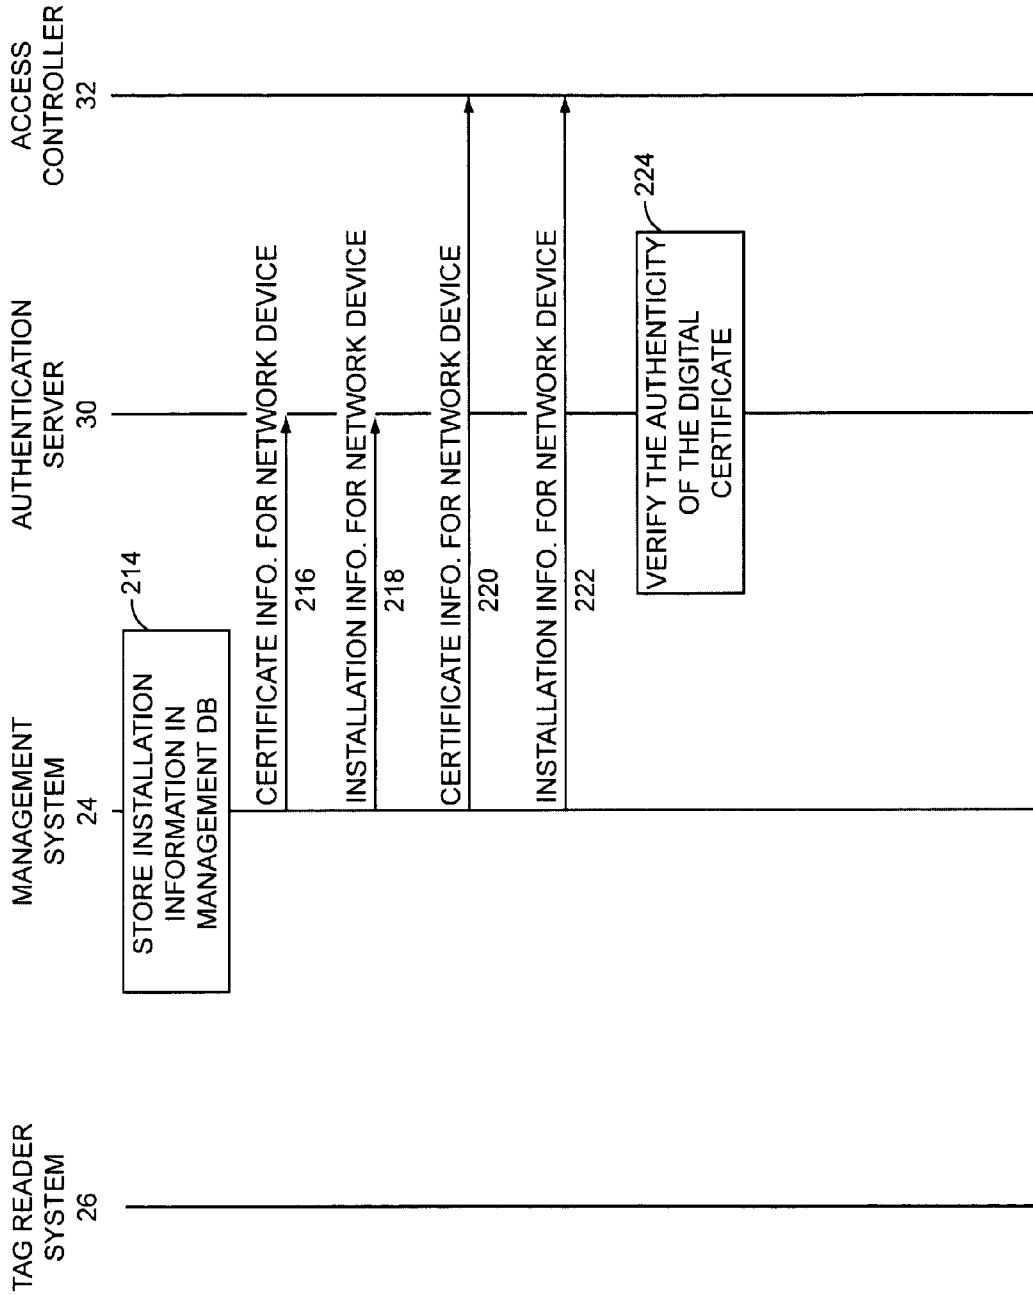 TAG READER
SYSTEM
26
MANAGEMENT
SYSTEM
24
AUTHENTICATION
SERVER
30
ACCESS
CONTROLLER
32
STORE INSTALLATION
INFORMATION IN
MANAGEMENT DB
214
CERTIFICATE INFO. FOR NETWORK DEVICE
216
INSTALLATION INFO. FOR NETWORK DEVICE
218
CERTIFICATE INFO. FOR NETWORK DEVICE
220
INSTALLATION INFO. FOR NETWORK DEVICE
222
VERIFY THE AUTHENTICITY
OF THE DIGITAL
CERTIFICATE
224